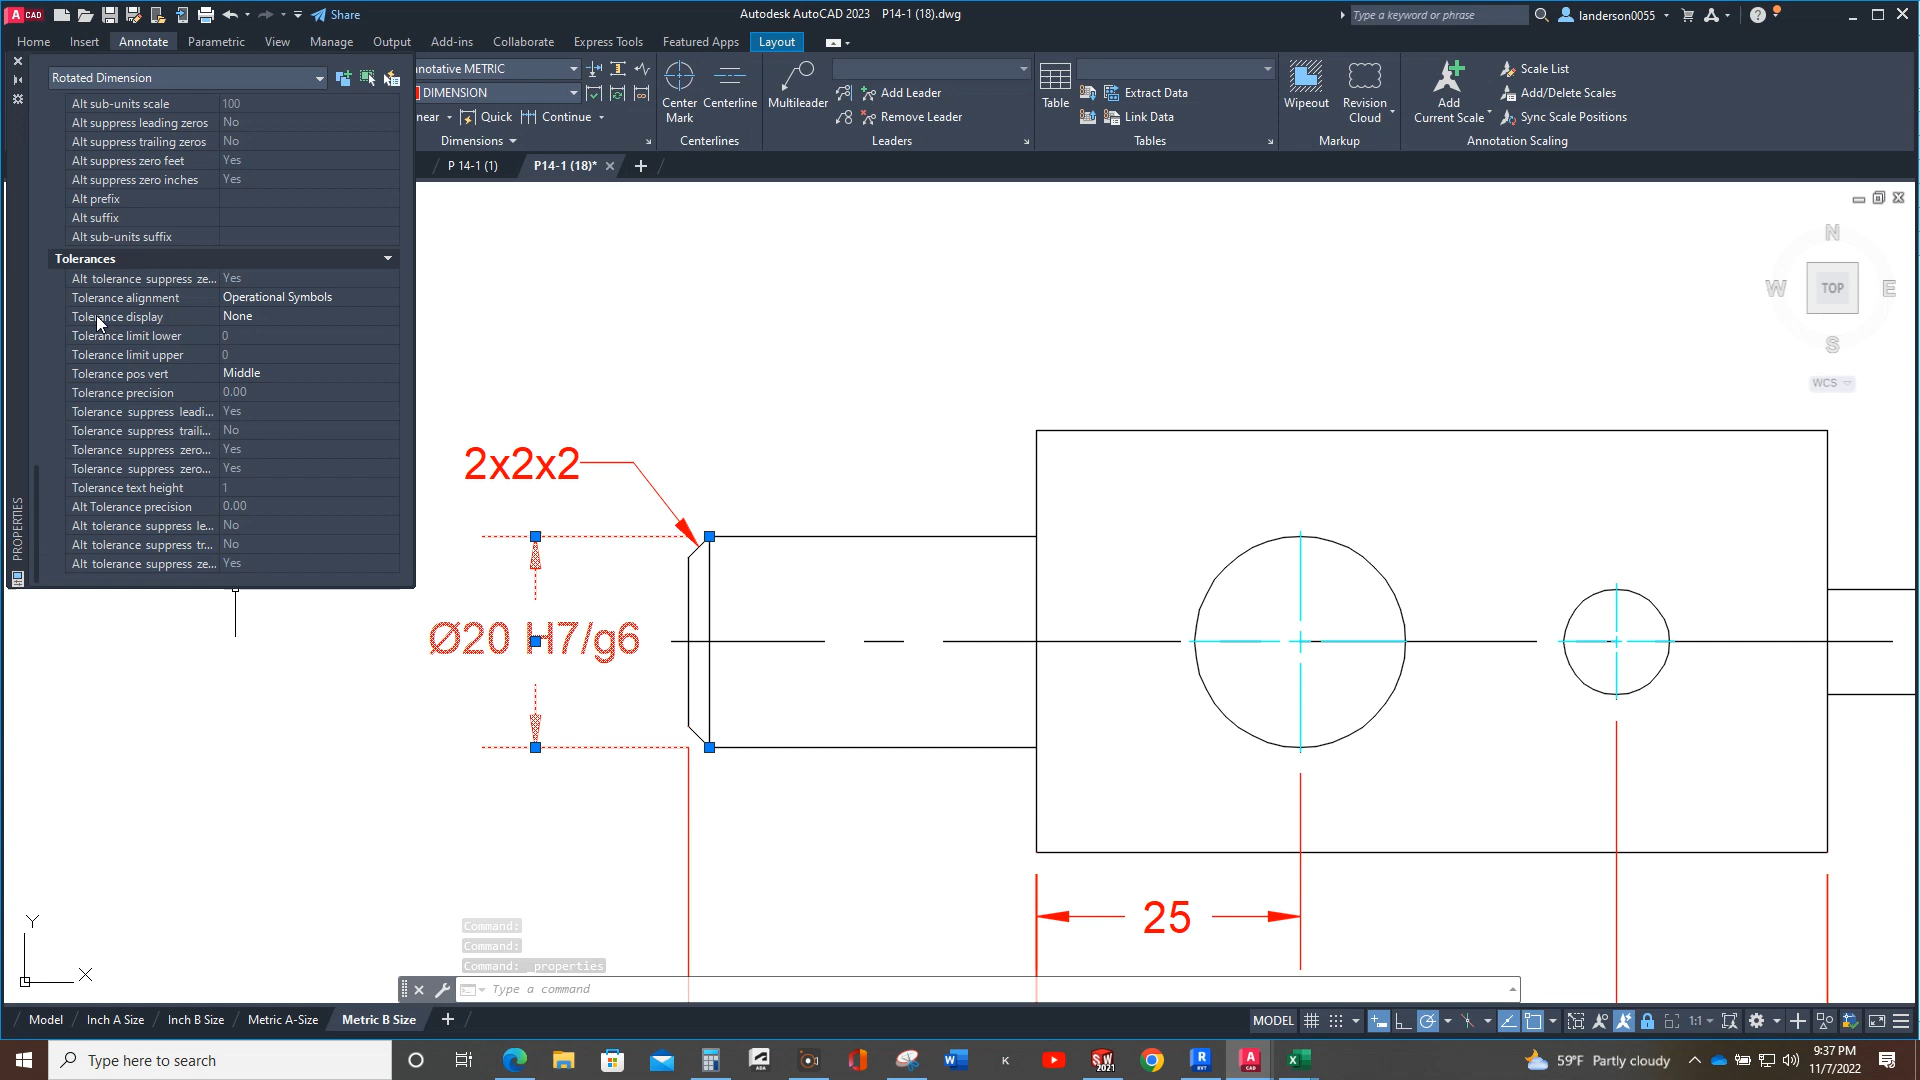 A CAD Share Autodesk AutoCAD 2023 P14-1 (18).dwg Type a keyword or phrase landerson0055
Home Insert Annotate Parametric View Manage Output Add-ins Collaborate Express Tools Featured Apps Layout
Rotated Dimension
Alt sub-units scale 100
Alt suppress leading zeros No
Alt suppress trailing zeros No
Alt suppress zero feet Yes
Alt suppress zero inches Yes
Alt prefix
Alt suffix
Alt sub-units suffix
Tolerances
Alt tolerance suppress ze... Yes
Tolerance alignment Operational Symbols
Tolerance display None
Tolerance limit lower 0
Tolerance limit upper 0
Tolerance pos vert Middle
Tolerance precision 0.00
Tolerance suppress leadi... Yes
Tolerance suppress traili... No
Tolerance suppress zero... Yes
Tolerance suppress zero... Yes
Tolerance text height 1
Alt Tolerance precision 0.00
Alt tolerance suppress le... No
Alt tolerance suppress tr... No
Alt tolerance suppress ze... Yes
PROPERTIES
nnotative METRIC
DIMENSION
near Quick Continue
Dimensions
Center Mark
Centerline
Centerlines
Multileader
Add Leader
Remove Leader
Leaders
Table
Extract Data
Link Data
Tables
Wipeout
Revision Cloud
Markup
Add Current Scale
Scale List
Add/Delete Scales
Sync Scale Positions
Annotation Scaling
P 14-1 (1) P14-1 (18)*
N
W TOP E
S
WCS
2x2x2
Ø20 H7/g6
25
Y
X
Command:
Command:
Command: _properties
Type a command
Model Inch A Size Inch B Size Metric A-Size Metric B Size MODEL 1:1
Type here to search
59°F Partly cloudy
9:37 PM
11/7/2022